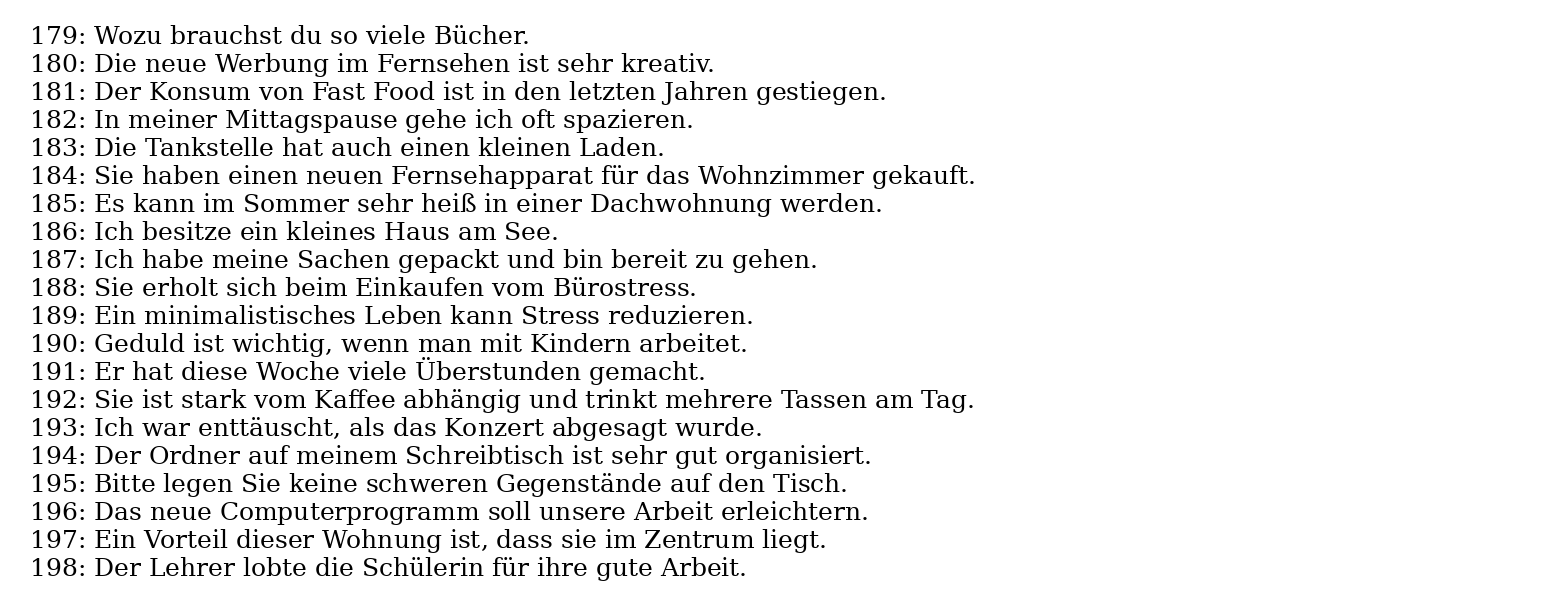 179: Wozu brauchst du so viele Bücher.
180: Die neue Werbung im Fernsehen ist sehr kreativ.
181: Der Konsum von Fast Food ist in den letzten Jahren gestiegen.
182: In meiner Mittagspause gehe ich oft spazieren.
183: Die Tankstelle hat auch einen kleinen Laden.
184: Sie haben einen neuen Fernsehapparat für das Wohnzimmer gekauft.
185: Es kann im Sommer sehr heiß in einer Dachwohnung werden.
186: Ich besitze ein kleines Haus am See.
187: Ich habe meine Sachen gepackt und bin bereit zu gehen.
188: Sie erholt sich beim Einkaufen vom Bürostress.
189: Ein minimalistisches Leben kann Stress reduzieren.
190: Geduld ist wichtig, wenn man mit Kindern arbeitet.
191: Er hat diese Woche viele Überstunden gemacht.
192: Sie ist stark vom Kaffee abhängig und trinkt mehrere Tassen am Tag.
193: Ich war enttäuscht, als das Konzert abgesagt wurde.
194: Der Ordner auf meinem Schreibtisch ist sehr gut organisiert.
195: Bitte legen Sie keine schweren Gegenstände auf den Tisch.
196: Das neue Computerprogramm soll unsere Arbeit erleichtern.
197: Ein Vorteil dieser Wohnung ist, dass sie im Zentrum liegt.
198: Der Lehrer lobte die Schülerin für ihre gute Arbeit.